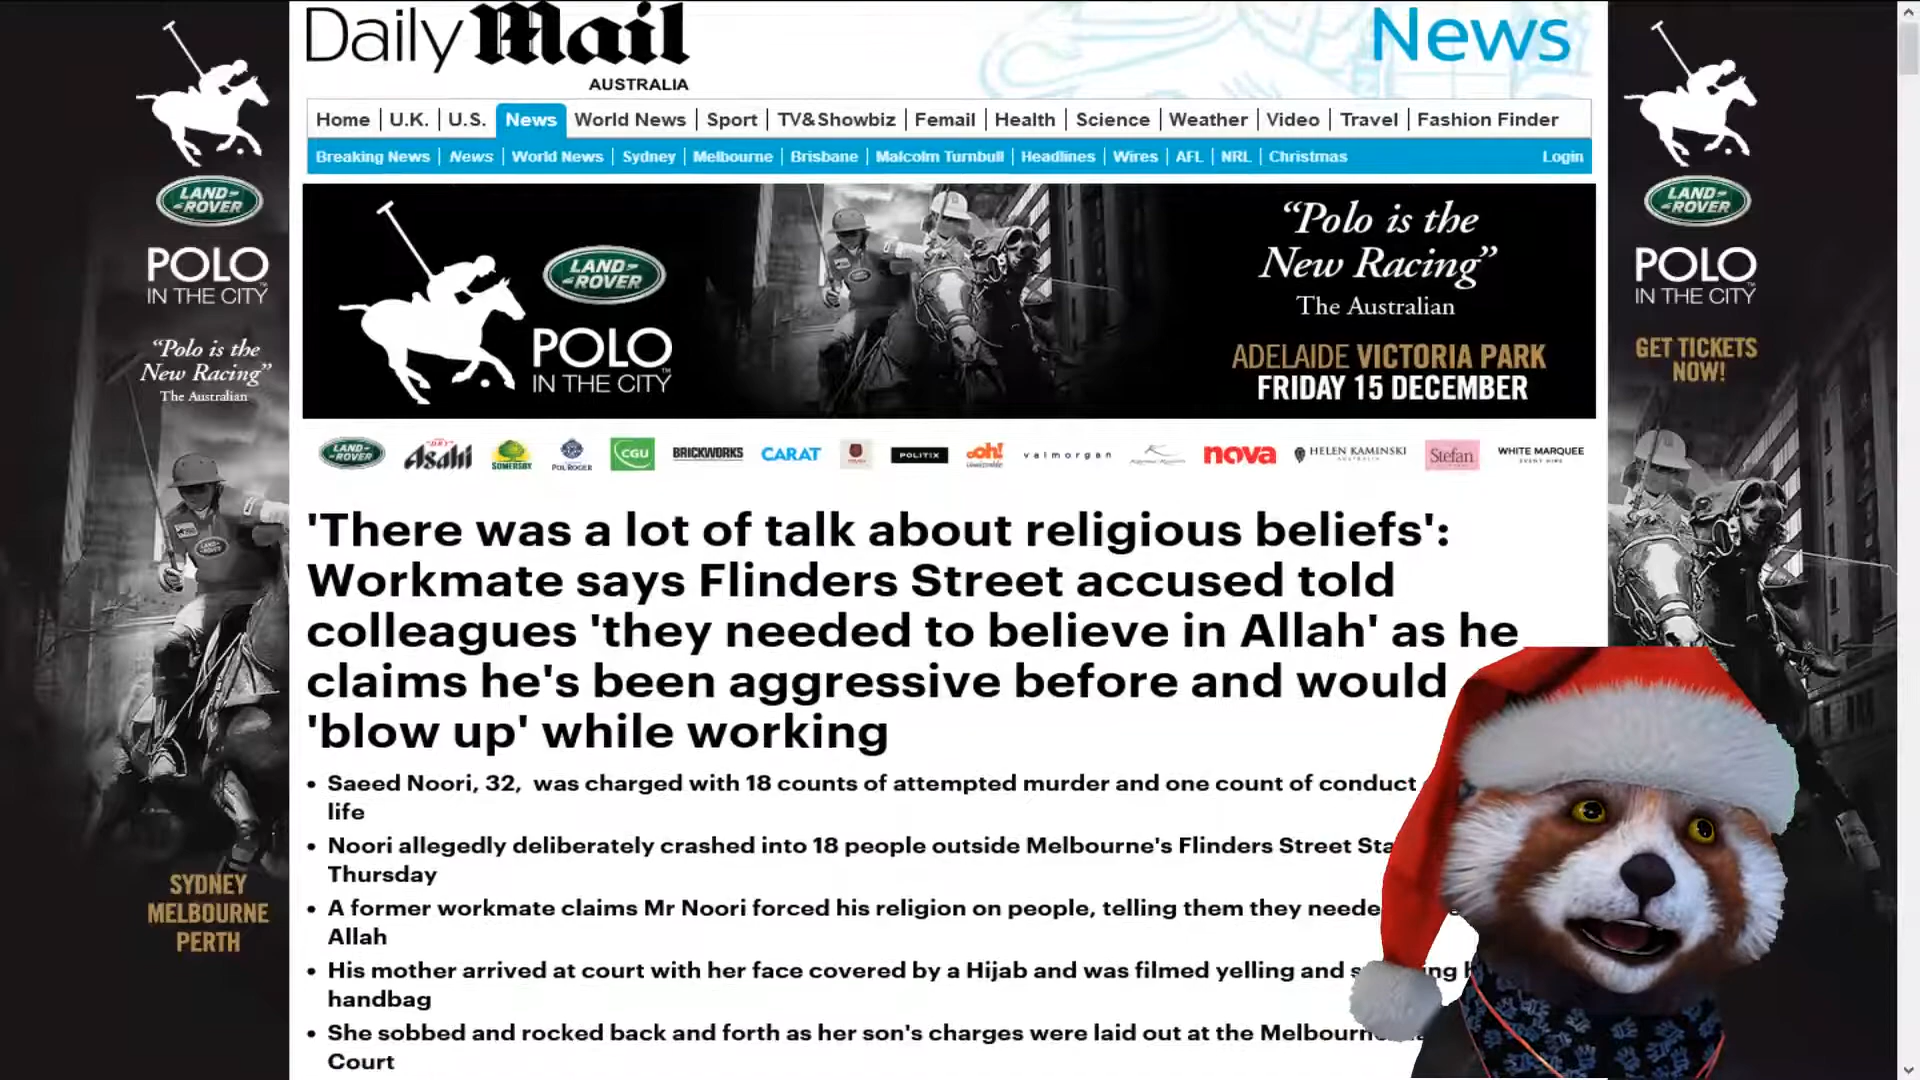 Daily Mail
AUSTRALIA
News
Home U.K. U.S. News World News Sport TV&Showbiz Femail Health Science Weather Video Travel Fashion Finder
Breaking News News World News Sydney Melbourne Brisbane Malcolm Turnbull Headlines Wires AFL NRL Christmas Login
LAND-ROVER
POLO
IN THE CITY
"Polo is the
New Racing"
The Australian
SYDNEY
MELBOURNE
PERTH
LAND-ROVER
POLO
IN THE CITY
"Polo is the
New Racing"
The Australian
ADELAIDE VICTORIA PARK
FRIDAY 15 DECEMBER
LAND-ROVER
POLO
IN THE CITY
GET TICKETS
NOW!
LAND-ROVER Asahi SOMERSBY POL ROGER CGU BRICKWORKS CARAT POLITIX oh! valmorgan nova HELEN KAMINSKI Stefan WHITE MARQUEE
'There was a lot of talk about religious beliefs':
Workmate says Flinders Street accused told
colleagues 'they needed to believe in Allah' as he
claims he's been aggressive before and would
'blow up' while working
• Saeed Noori, 32, was charged with 18 counts of attempted murder and one count of conduct
life
• Noori allegedly deliberately crashed into 18 people outside Melbourne's Flinders Street Sta
Thursday
• A former workmate claims Mr Noori forced his religion on people, telling them they neede
Allah
• His mother arrived at court with her face covered by a Hijab and was filmed yelling and s ing h
handbag
• She sobbed and rocked back and forth as her son's charges were laid out at the Melbourn
Court